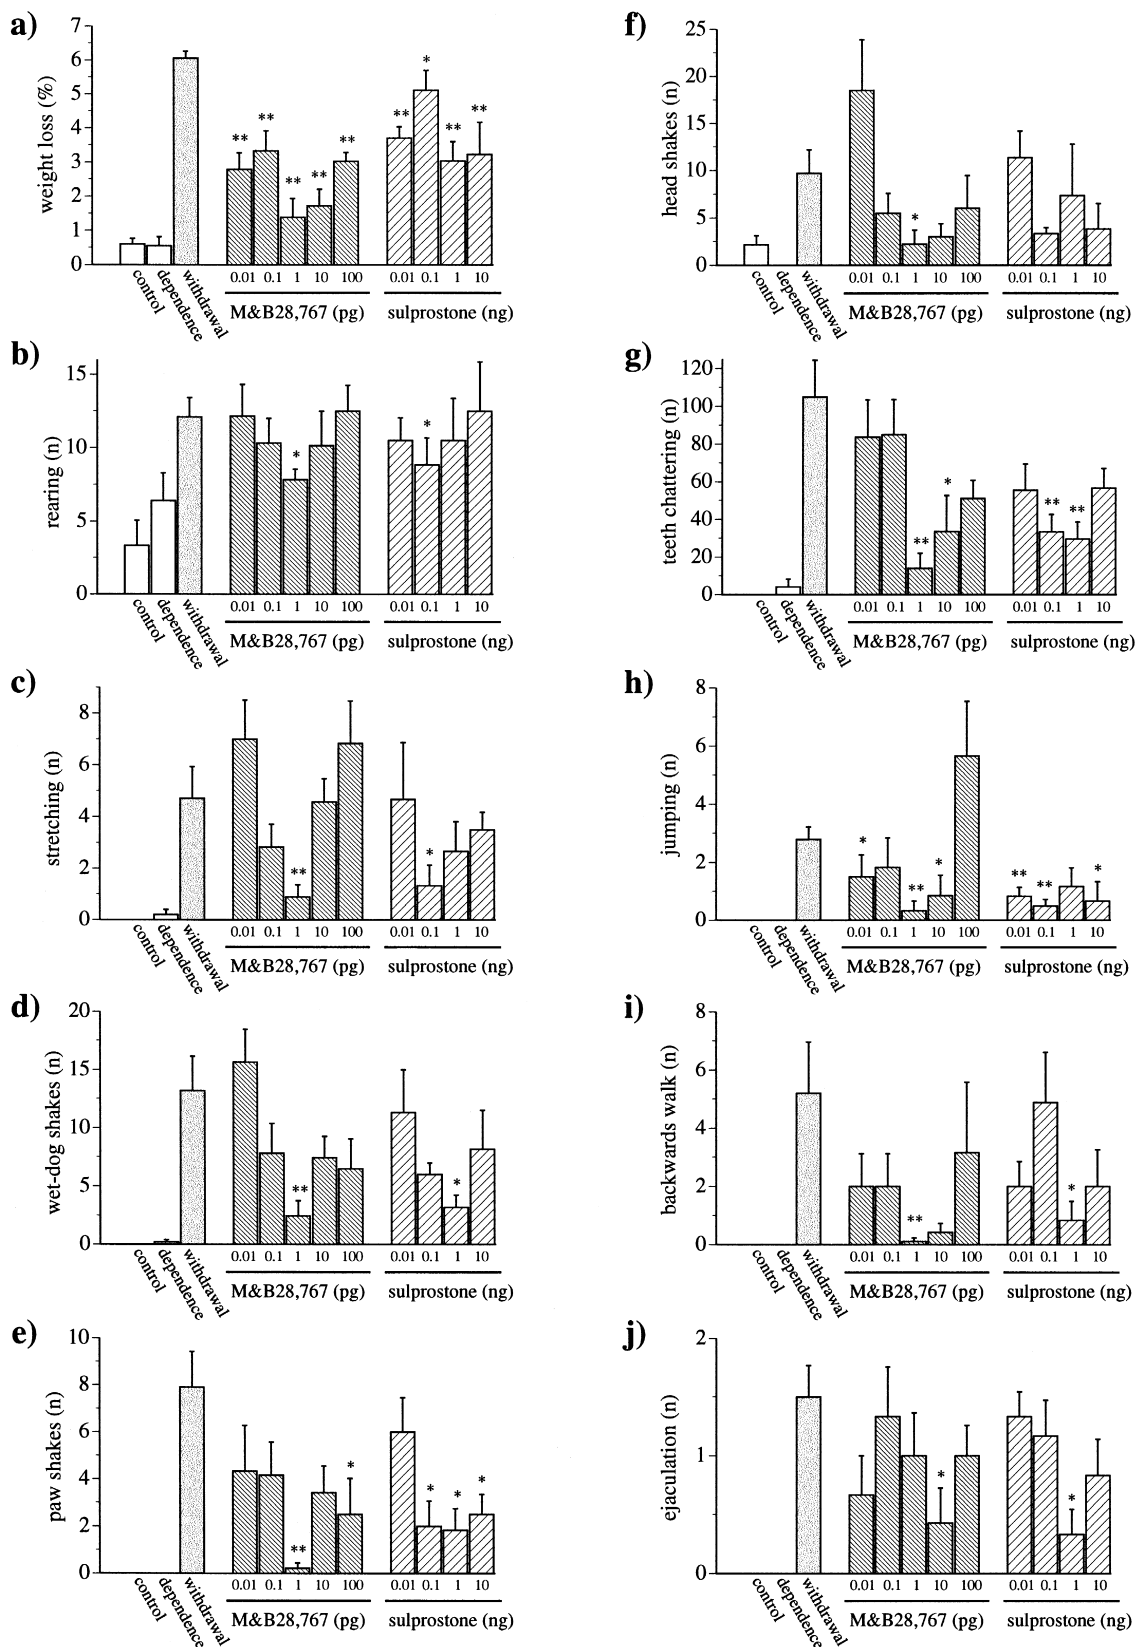 a)
weight loss (%)
7
6
5
4
3
2
1
0
** ** ** ** ** ** * ** **
0.01 0.1 1 10 100 0.01 0.1 1 10
control dependence withdrawal
M&B28,767 (pg) sulprostone (ng)
b)
rearing (n)
15
10
5
0
* *
0.01 0.1 1 10 100 0.01 0.1 1 10
control dependence withdrawal
M&B28,767 (pg) sulprostone (ng)
c)
stretching (n)
8
6
4
2
0
** *
0.01 0.1 1 10 100 0.01 0.1 1 10
control dependence withdrawal
M&B28,767 (pg) sulprostone (ng)
d)
wet-dog shakes (n)
20
15
10
5
0
** *
0.01 0.1 1 10 100 0.01 0.1 1 10
control dependence withdrawal
M&B28,767 (pg) sulprostone (ng)
e)
paw shakes (n)
10
8
6
4
2
0
** * * * *
0.01 0.1 1 10 100 0.01 0.1 1 10
control dependence withdrawal
M&B28,767 (pg) sulprostone (ng)
f)
head shakes (n)
25
20
15
10
5
0
*
0.01 0.1 1 10 100 0.01 0.1 1 10
control dependence withdrawal
M&B28,767 (pg) sulprostone (ng)
g)
teeth chattering (n)
120
100
80
60
40
20
0
** * ** **
0.01 0.1 1 10 100 0.01 0.1 1 10
control dependence withdrawal
M&B28,767 (pg) sulprostone (ng)
h)
jumping (n)
8
6
4
2
0
* ** * ** ** *
0.01 0.1 1 10 100 0.01 0.1 1 10
control dependence withdrawal
M&B28,767 (pg) sulprostone (ng)
i)
backwards walk (n)
8
6
4
2
0
** *
0.01 0.1 1 10 100 0.01 0.1 1 10
control dependence withdrawal
M&B28,767 (pg) sulprostone (ng)
j)
ejaculation (n)
2
1
0
* *
0.01 0.1 1 10 100 0.01 0.1 1 10
control dependence withdrawal
M&B28,767 (pg) sulprostone (ng)